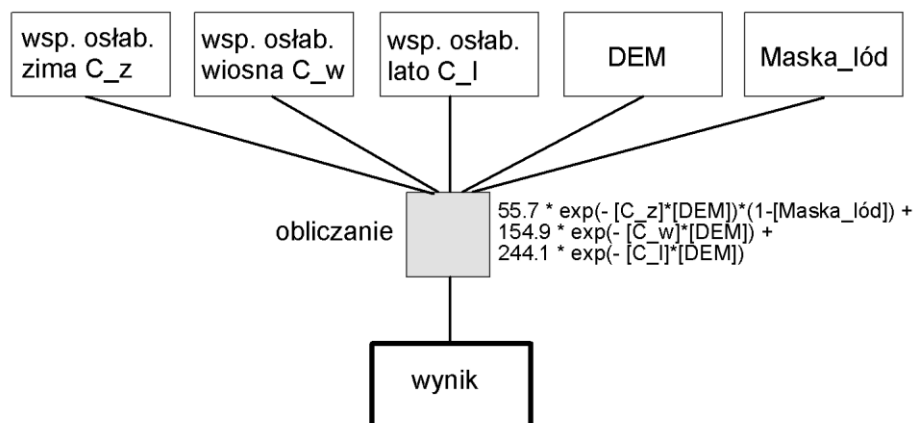 wsp. osłab.
zima C_z
wsp. osłab.
wiosna C_w
wsp. osłab.
lato C_l
DEM
Maska_lód
obliczanie
55.7 * exp(- [C_z]*[DEM])*(1-[Maska_lód]) +
154.9 * exp(- [C_w]*[DEM]) +
244.1 * exp(- [C_l]*[DEM])
wynik